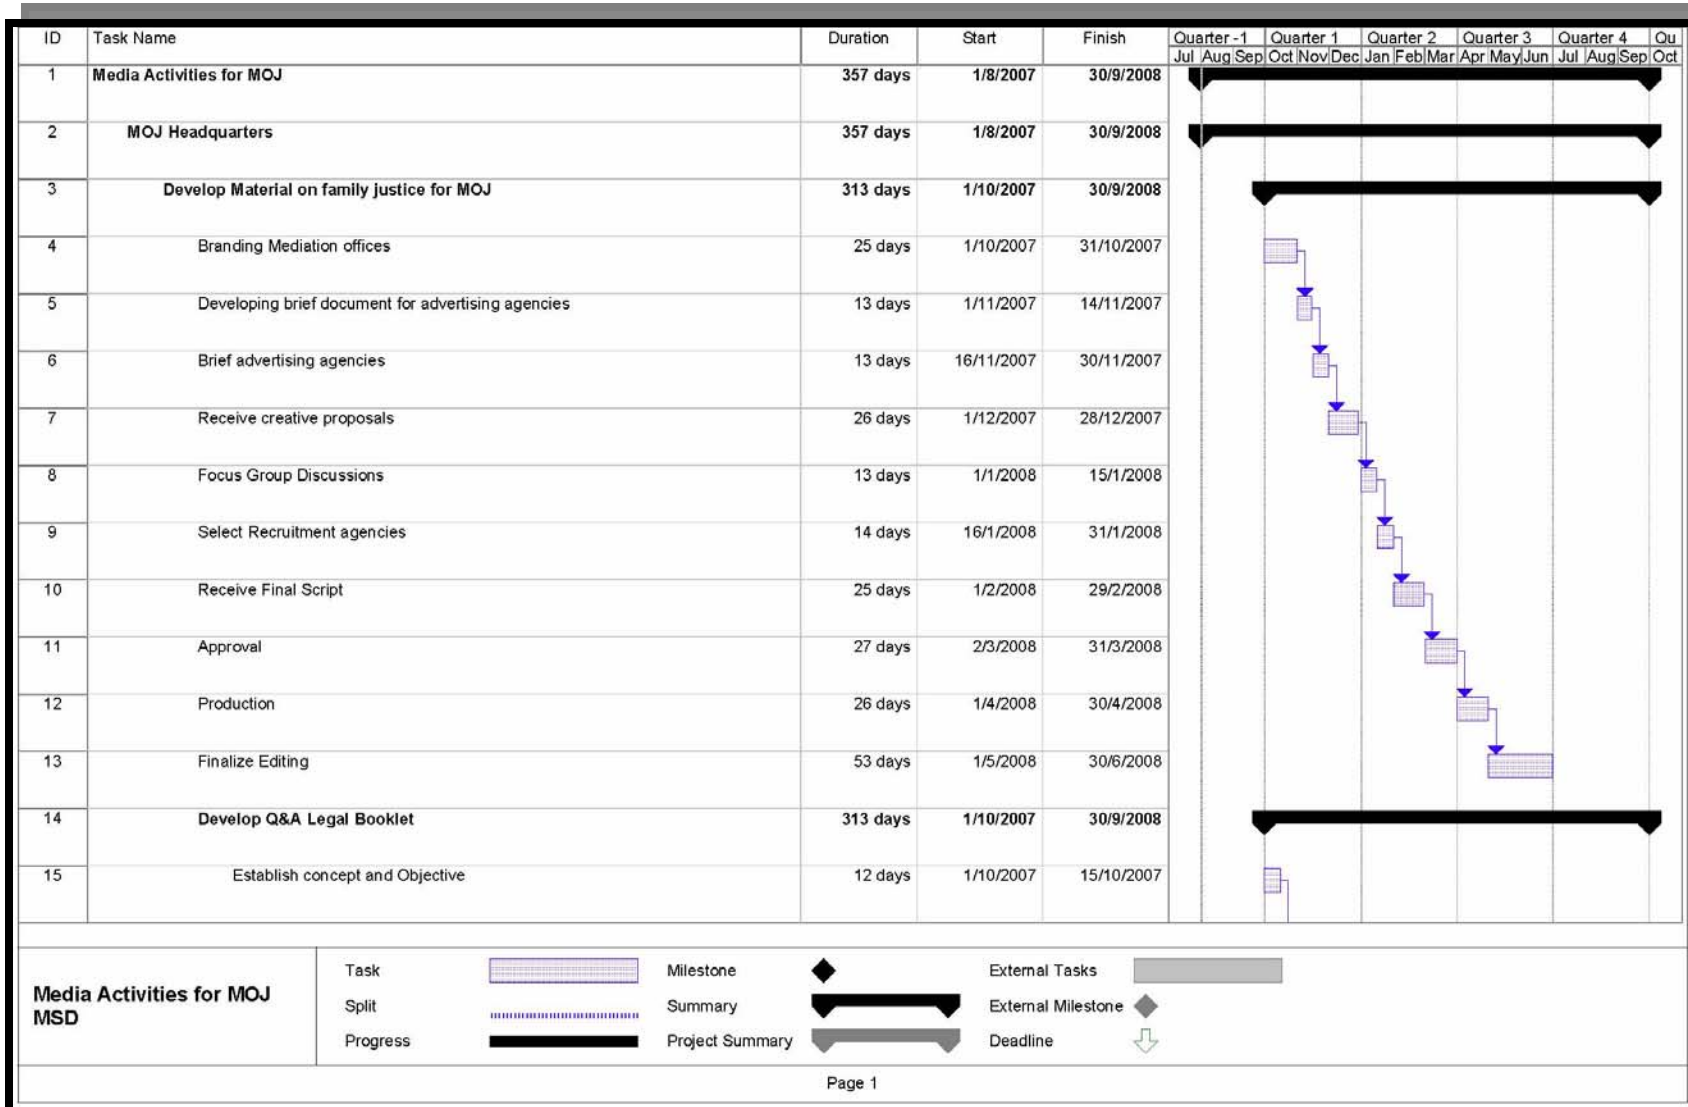 ID Task Name Duration Start Finish Quarter -1 Quarter 1 Quarter 2 Quarter 3 Quarter 4 Qu
Jul Aug Sep Oct Nov Dec Jan Feb Mar Apr May Jun Jul Aug Sep Oct
1 Media Activities for MOJ 357 days 1/8/2007 30/9/2008
2 MOJ Headquarters 357 days 1/8/2007 30/9/2008
3 Develop Material on family justice for MOJ 313 days 1/10/2007 30/9/2008
4 Branding Mediation offices 25 days 1/10/2007 31/10/2007
5 Developing brief document for advertising agencies 13 days 1/11/2007 14/11/2007
6 Brief advertising agencies 13 days 16/11/2007 30/11/2007
7 Receive creative proposals 26 days 1/12/2007 28/12/2007
8 Focus Group Discussions 13 days 1/1/2008 15/1/2008
9 Select Recruitment agencies 14 days 16/1/2008 31/1/2008
10 Receive Final Script 25 days 1/2/2008 29/2/2008
11 Approval 27 days 2/3/2008 31/3/2008
12 Production 26 days 1/4/2008 30/4/2008
13 Finalize Editing 53 days 1/5/2008 30/6/2008
14 Develop Q&A Legal Booklet 313 days 1/10/2007 30/9/2008
15 Establish concept and Objective 12 days 1/10/2007 15/10/2007
Media Activities for MOJ
MSD
Task Milestone External Tasks
Split Summary External Milestone
Progress Project Summary Deadline
Page 1